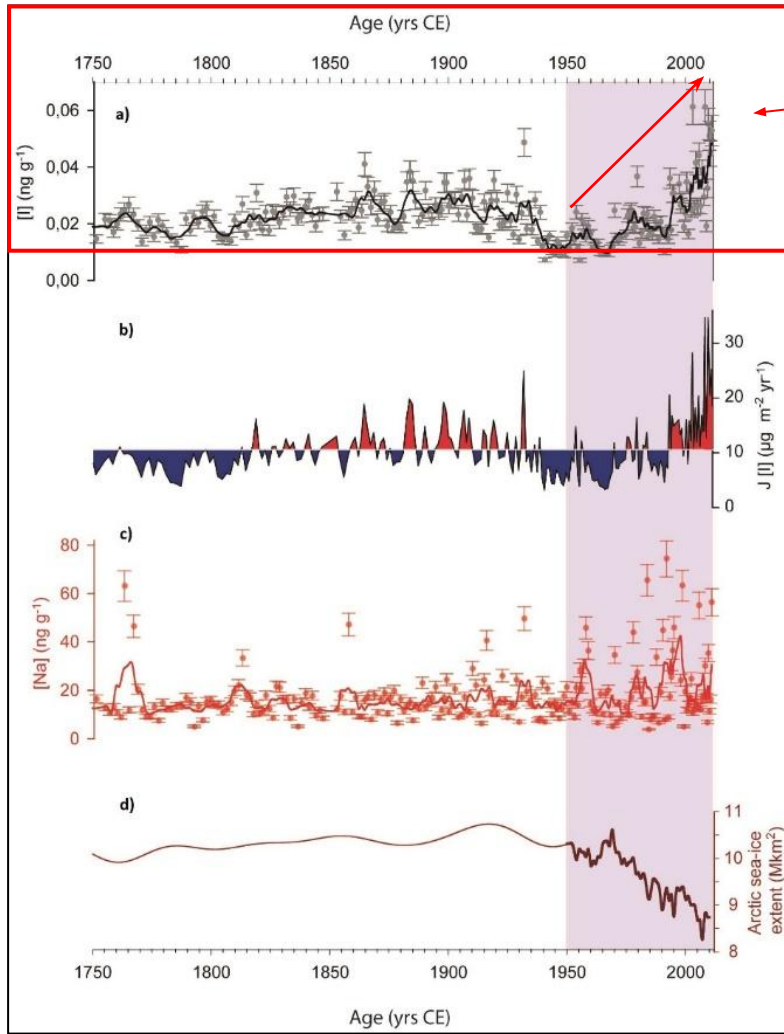 Age (yrs CE)
1750 1800 1850 1900 1950 2000
a)
0,06
0,04
0,02
0,00
[I] (ng g⁻¹)
b)
30
20
10
0
J [I] (µg m⁻² yr⁻¹)
c)
80
60
40
20
0
[Na] (ng g⁻¹)
d)
11
10
9
8
Arctic sea-ice
extent (Mkm²)
1750 1800 1850 1900 1950 2000
Age (yrs CE)